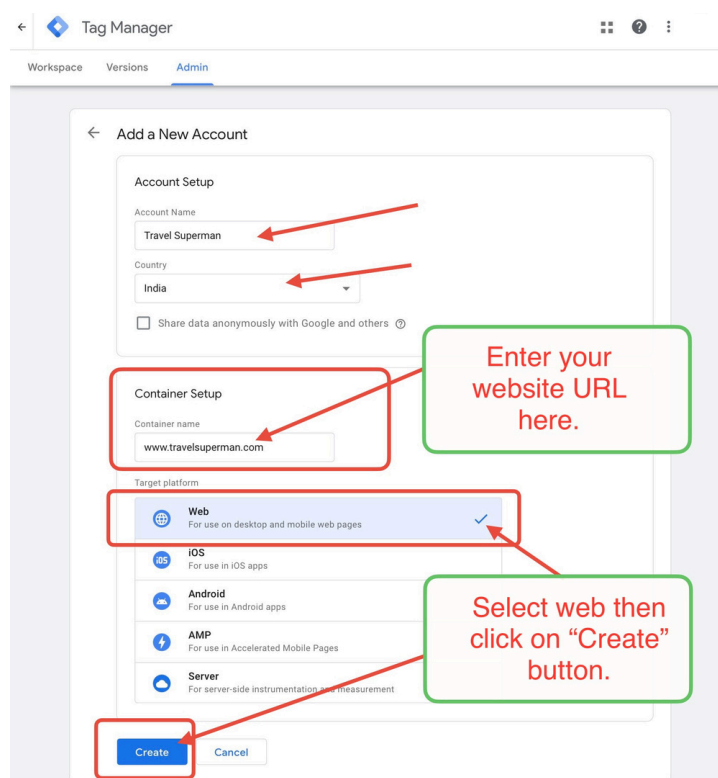 Tag Manager
Workspace Versions Admin
Add a New Account
Account Setup
Account Name
Travel Superman
Country
India
Share data anonymously with Google and others
Enter your
website URL
here.
Container Setup
Container name
www.travelsuperman.com
Target platform
Web
For use on desktop and mobile web pages
iOS
iOS
For use in iOS apps
Android
For use in Android apps
AMP
For use in Accelerated Mobile Pages
Server
For server-side instrumentation and measurement
Select web then
click on “Create”
button.
Create Cancel